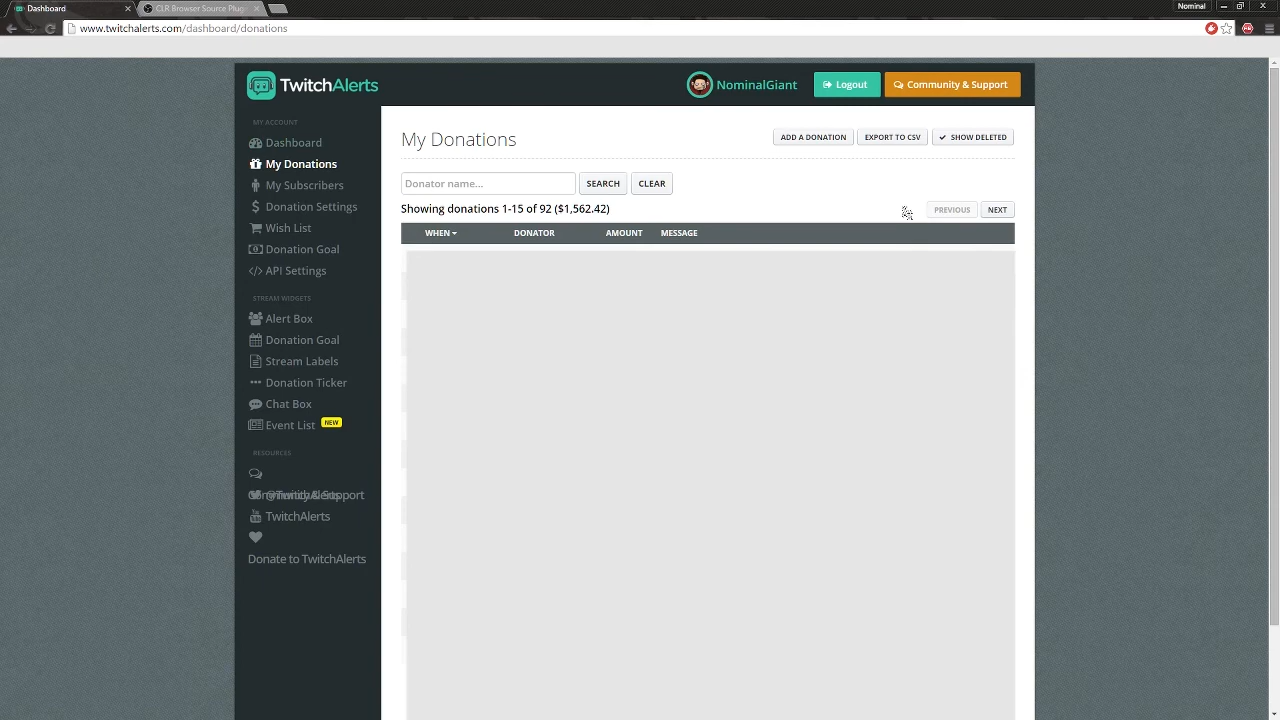 Dashboard
CLR Browser Source Plug
Nominal
www.twitchalerts.com/dashboard/donations
TwitchAlerts
NominalGiant
Logout
Community & Support
MY ACCOUNT
Dashboard
My Donations
My Subscribers
Donation Settings
Wish List
Donation Goal
API Settings
STREAM WIDGETS
Alert Box
Donation Goal
Stream Labels
Donation Ticker
Chat Box
Event List NEW
RESOURCES
Community & Support
@TwitchAlerts
TwitchAlerts
Donate to TwitchAlerts
My Donations
ADD A DONATION
EXPORT TO CSV
SHOW DELETED
Donator name...
SEARCH
CLEAR
Showing donations 1-15 of 92 ($1,562.42)
PREVIOUS
NEXT
WHEN DONATOR AMOUNT MESSAGE